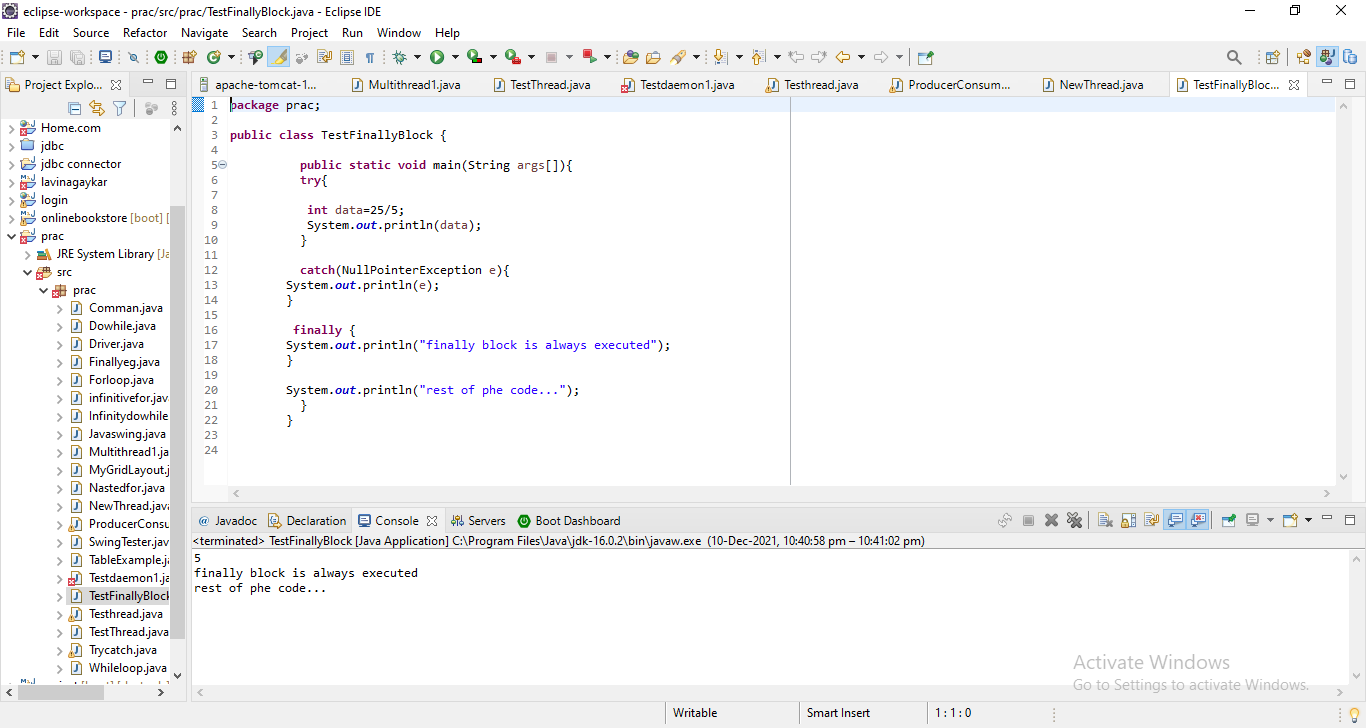 eclipse-workspace - prac/src/prac/TestFinallyBlock.java - Eclipse IDE
File Edit Source Refactor Navigate Search Project Run Window Help
Project Explo...
apache-tomcat-1... Multithread1.java TestThread.java Testdaemon1.java Testhread.java ProducerConsum... NewThread.java TestFinallyBloc...
Home.com
jdbc
jdbc connector
lavinagaykar
login
onlinebookstore [boot] [
prac
JRE System Library [Ja
src
prac
Comman.java
Dowhile.java
Driver.java
Finallyeg.java
Forloop.java
infinitivefor.jav
Infinitydowhile
Javaswing.java
Multithread1.ja
MyGridLayout.j
Nastedfor.java
NewThread.java
ProducerConsu
SwingTester.jav
TableExample.ja
Testdaemon1.ja
TestFinallyBlock
Testhread.java
TestThread.java
Trycatch.java
Whileloop.java
1 package prac;
2
3 public class TestFinallyBlock {
4
5 public static void main(String args[]){
6 try{
7
8 int data=25/5;
9 System.out.println(data);
10 }
11
12 catch(NullPointerException e){
13 System.out.println(e);
14 }
15
16 finally {
17 System.out.println("finally block is always executed");
18 }
19
20 System.out.println("rest of phe code...");
21 }
22 }
23
24
@ Javadoc Declaration Console Servers Boot Dashboard
<terminated> TestFinallyBlock [Java Application] C:\Program Files\Java\jdk-16.0.2\bin\javaw.exe (10-Dec-2021, 10:40:58 pm – 10:41:02 pm)
5
finally block is always executed
rest of phe code...
Activate Windows
Go to Settings to activate Windows.
Writable Smart Insert 1 : 1 : 0